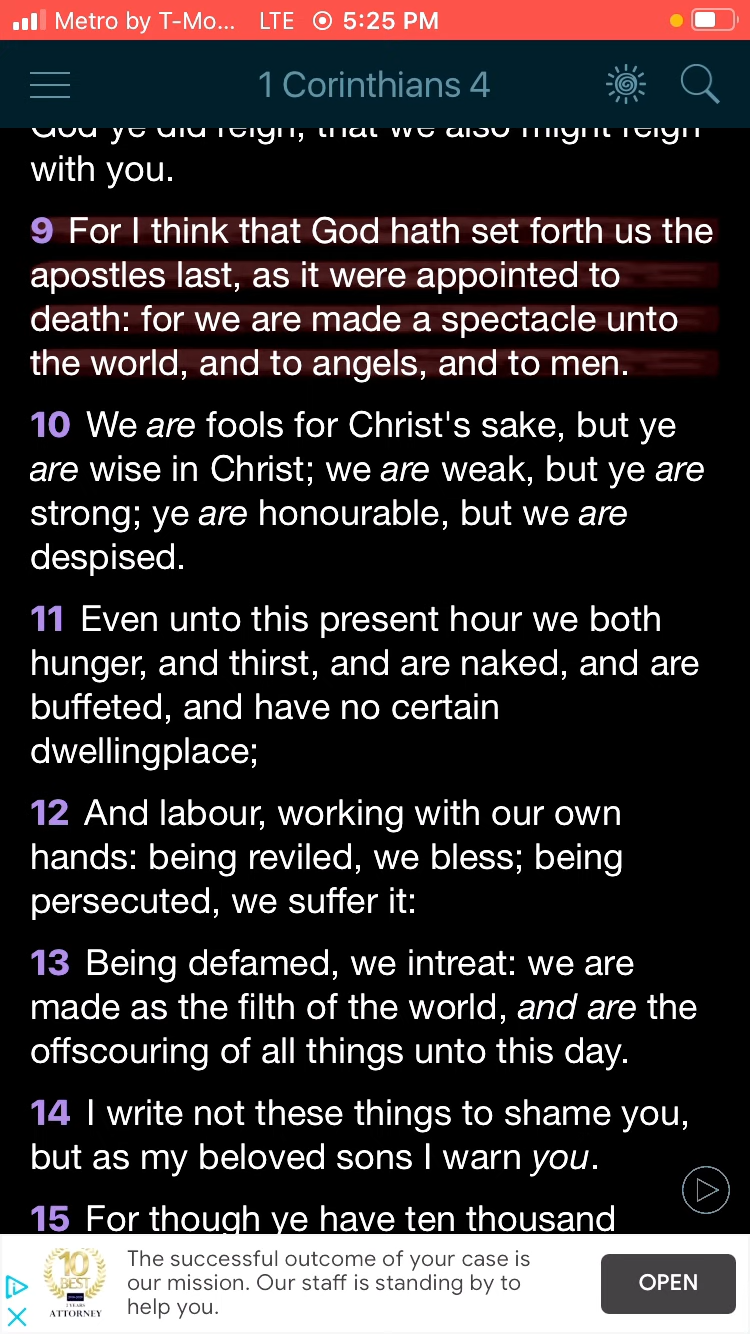 Metro by T-Mo... LTE 5:25 PM
1 Corinthians 4
God ye did reign, that we also might reign
with you.
9 For I think that God hath set forth us the
apostles last, as it were appointed to
death: for we are made a spectacle unto
the world, and to angels, and to men.
10 We are fools for Christ's sake, but ye
are wise in Christ; we are weak, but ye are
strong; ye are honourable, but we are
despised.
11 Even unto this present hour we both
hunger, and thirst, and are naked, and are
buffeted, and have no certain
dwellingplace;
12 And labour, working with our own
hands: being reviled, we bless; being
persecuted, we suffer it:
13 Being defamed, we intreat: we are
made as the filth of the world, and are the
offscouring of all things unto this day.
14 I write not these things to shame you,
but as my beloved sons I warn you.
15 For though ye have ten thousand
10
BEST
ATTORNEY
The successful outcome of your case is
our mission. Our staff is standing by to
help you.
OPEN